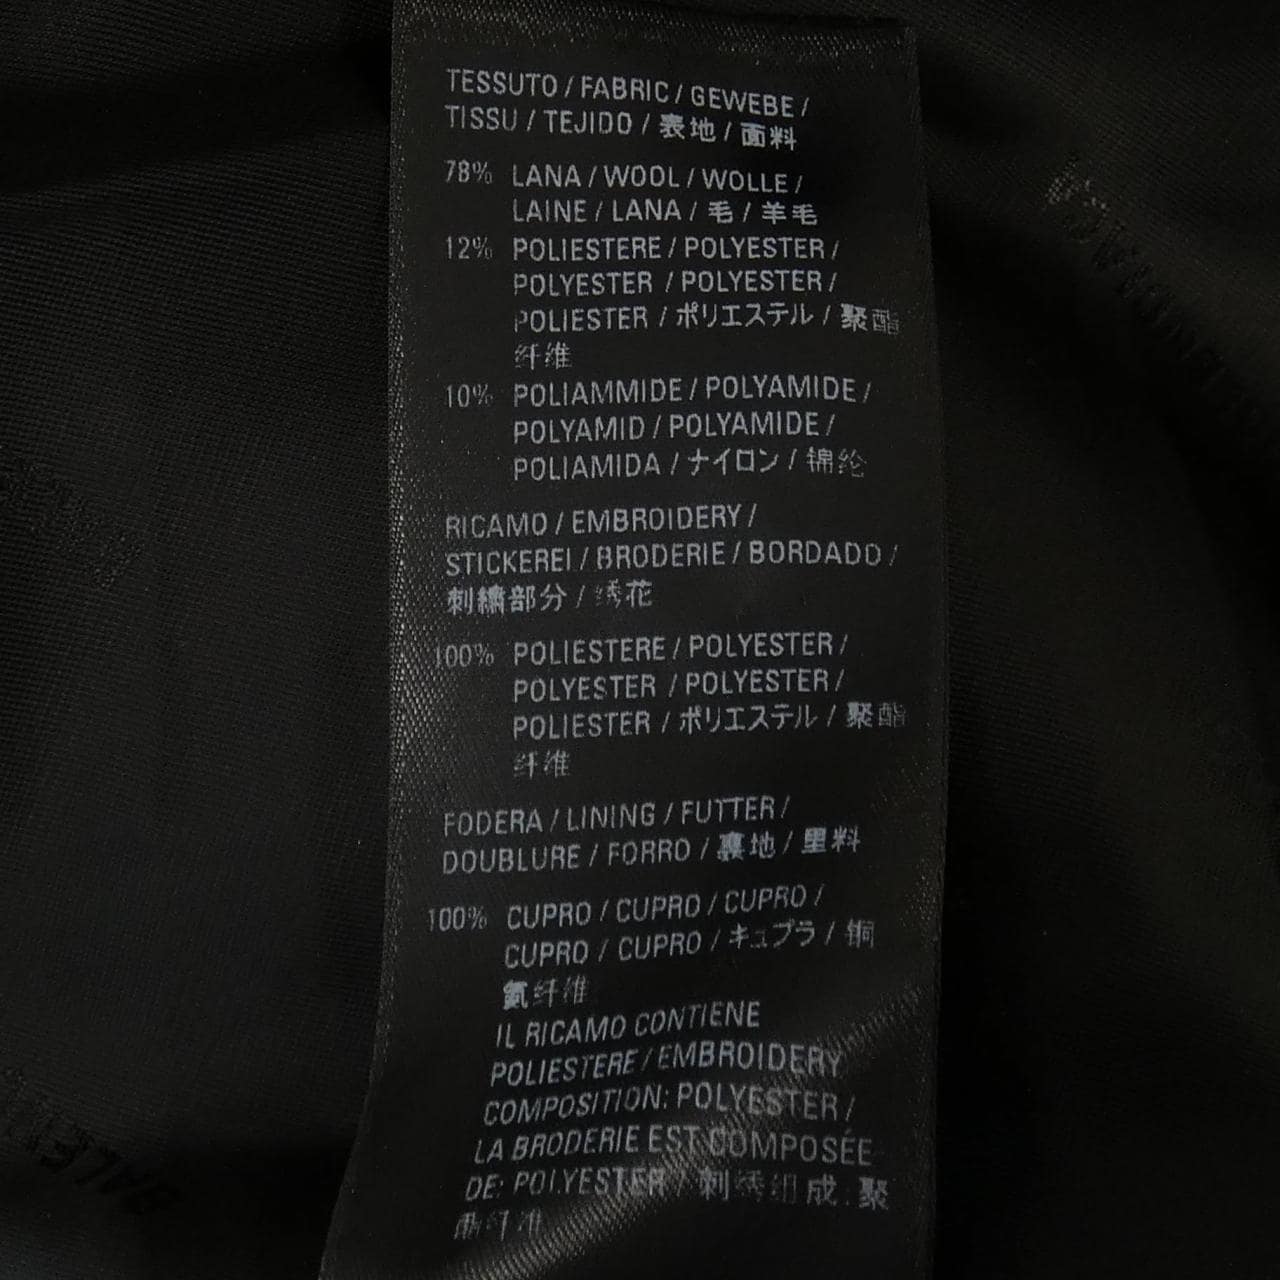 TESSUTO / FABRIC / GEWEBE /
TISSU / TEJIDO / 表地 / 面料
78% LANA / WOOL / WOLLE /
LAINE / LANA / 毛 / 羊毛
12% POLIESTERE / POLYESTER /
POLYESTER / POLYESTER /
POLIESTER / ポリエステル / 聚酯
纤维
10% POLIAMMIDE / POLYAMIDE /
POLYAMID / POLYAMIDE /
POLIAMIDA / ナイロン / 锦纶
RICAMO / EMBROIDERY /
STICKEREI / BRODERIE / BORDADO /
刺繍部分 / 绣花
100% POLIESTERE / POLYESTER /
POLYESTER / POLYESTER /
POLIESTER / ポリエステル / 聚酯
纤维
FODERA / LINING / FUTTER /
DOUBLURE / FORRO / 裏地 / 里料
100% CUPRO / CUPRO / CUPRO /
CUPRO / CUPRO / キュプラ / 铜
氨纤维
IL RICAMO CONTIENE
POLIESTERE / EMBROIDERY
COMPOSITION: POLYESTER /
LA BRODERIE EST COMPOSÉE
DE: POLYESTER / 刺绣组成: 聚
酯纤维